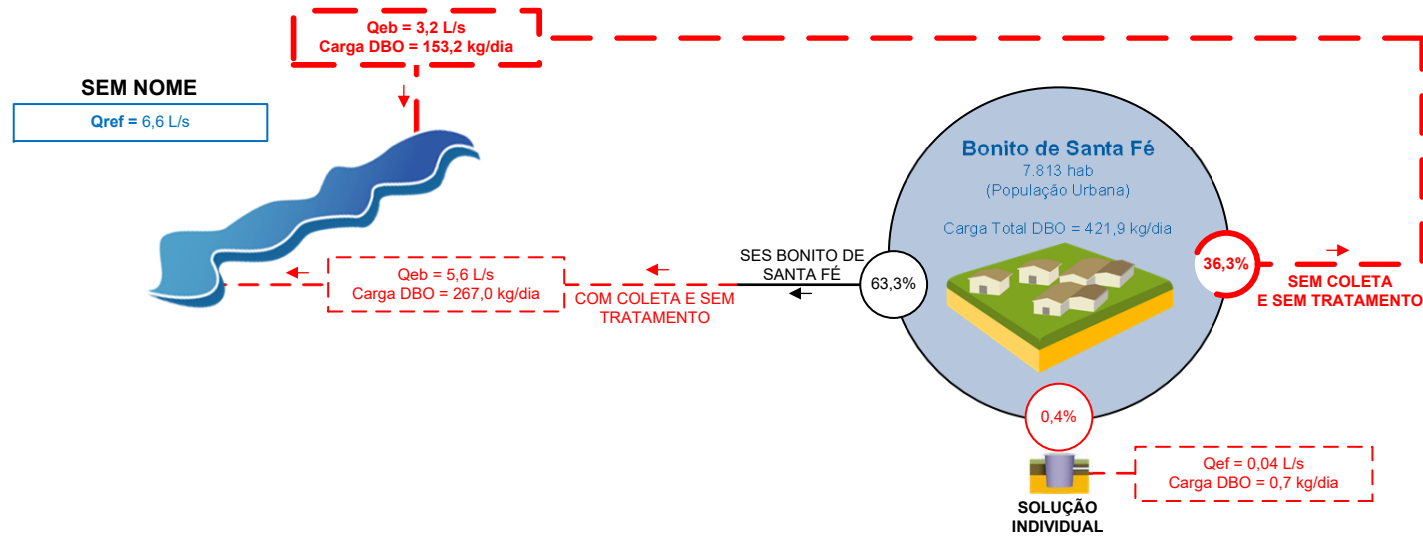 Qeb = 3,2 L/s
Carga DBO = 153,2 kg/dia
SEM NOME
Qref = 6,6 L/s
Bonito de Santa Fé
7.813 hab
(População Urbana)
Carga Total DBO = 421,9 kg/dia
SES BONITO DE
SANTA FÉ
63,3%
36,3%
SEM COLETA
E SEM TRATAMENTO
Qeb = 5,6 L/s
Carga DBO = 267,0 kg/dia
COM COLETA E SEM
TRATAMENTO
0,4%
Qef = 0,04 L/s
Carga DBO = 0,7 kg/dia
SOLUÇÃO
INDIVIDUAL